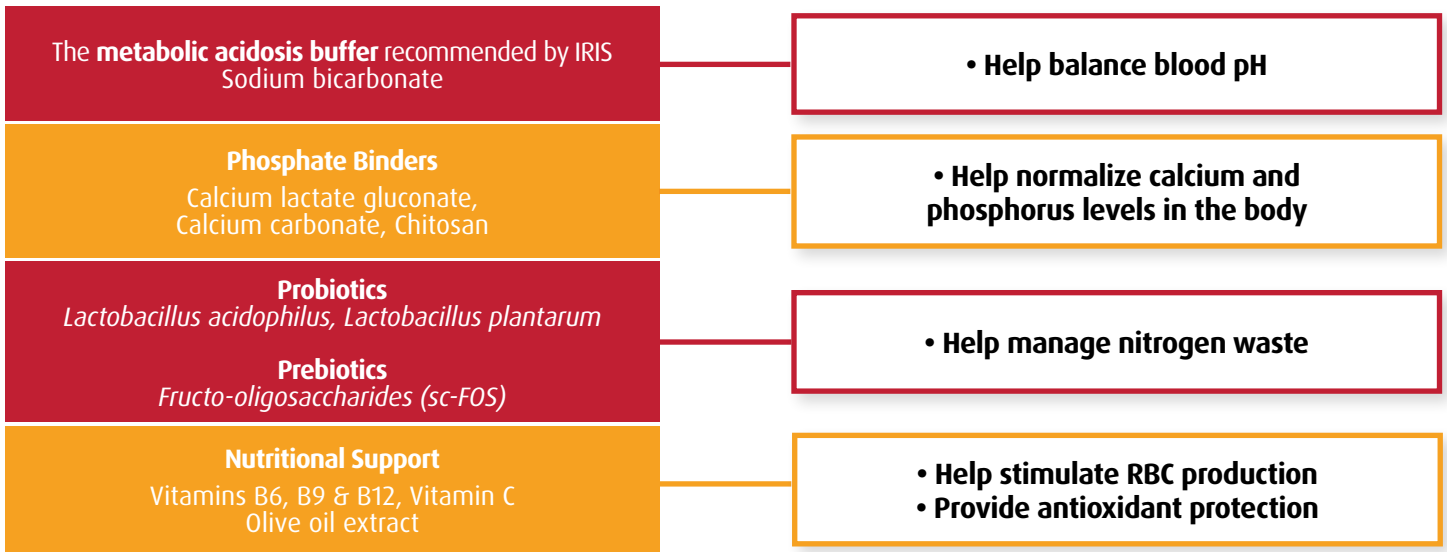 The metabolic acidosis buffer recommended by IRIS
Sodium bicarbonate
• Help balance blood pH
Phosphate Binders
Calcium lactate gluconate,
Calcium carbonate, Chitosan
• Help normalize calcium and
phosphorus levels in the body
Probiotics
Lactobacillus acidophilus, Lactobacillus plantarum
Prebiotics
Fructo-oligosaccharides (sc-FOS)
• Help manage nitrogen waste
Nutritional Support
Vitamins B6, B9 & B12, Vitamin C
Olive oil extract
• Help stimulate RBC production
• Provide antioxidant protection